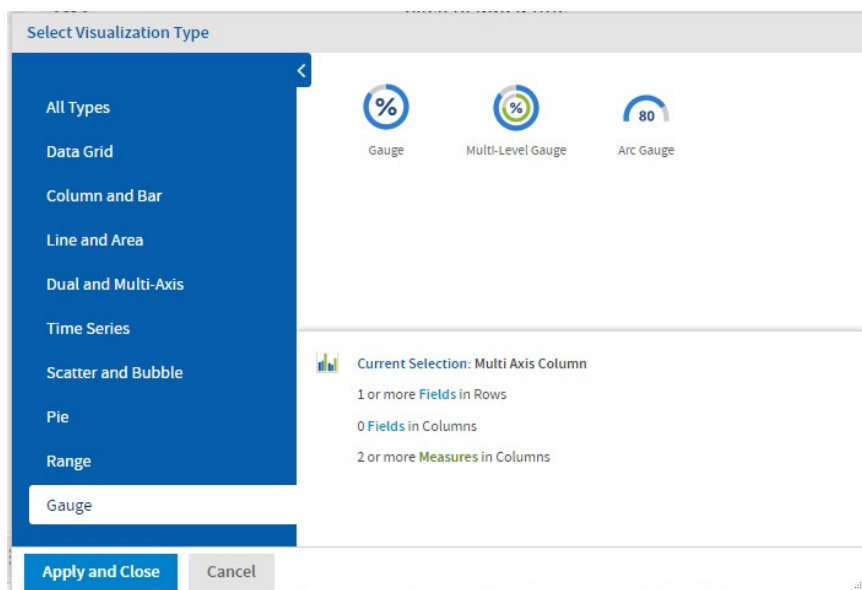 Select Visualization Type
All Types
Data Grid
Column and Bar
Line and Area
Dual and Multi-Axis
Time Series
Scatter and Bubble
Pie
Range
Gauge
%
%
80
Gauge
Multi-Level Gauge
Arc Gauge
Current Selection: Multi Axis Column
1 or more Fields in Rows
0 Fields in Columns
2 or more Measures in Columns
Apply and Close
Cancel